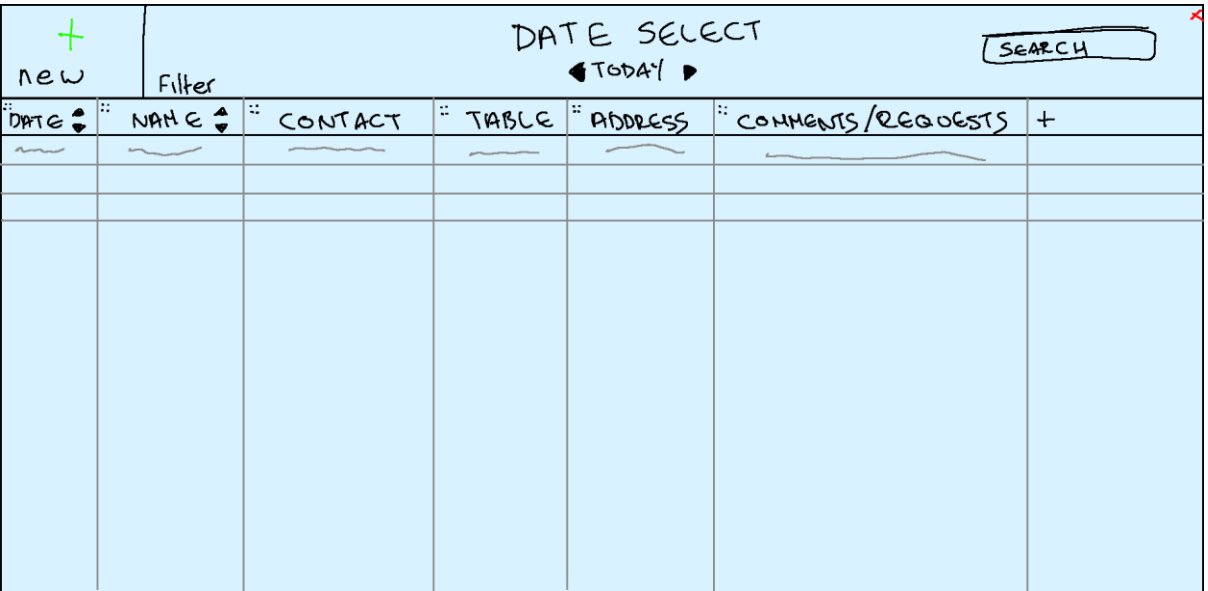 +
new
Filter
DATE SELECT
TODAY
SEARCH
x
DATE NAME CONTACT TABLE ADDRESS COMMENTS/REQUESTS +